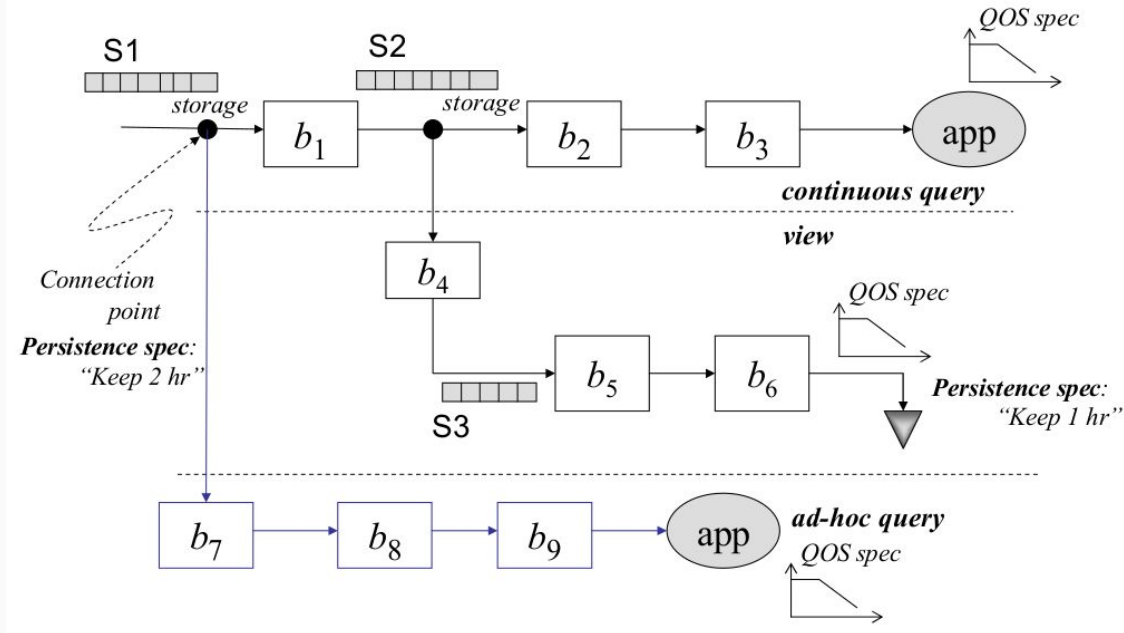 QOS spec
S1
S2
storage
storage
b1
b2
b3
app
continuous query
view
Connection
point
b4
QOS spec
Persistence spec:
“Keep 2 hr”
b5
b6
Persistence spec:
“Keep 1 hr”
S3
b7
b8
b9
app
ad-hoc query
QOS spec